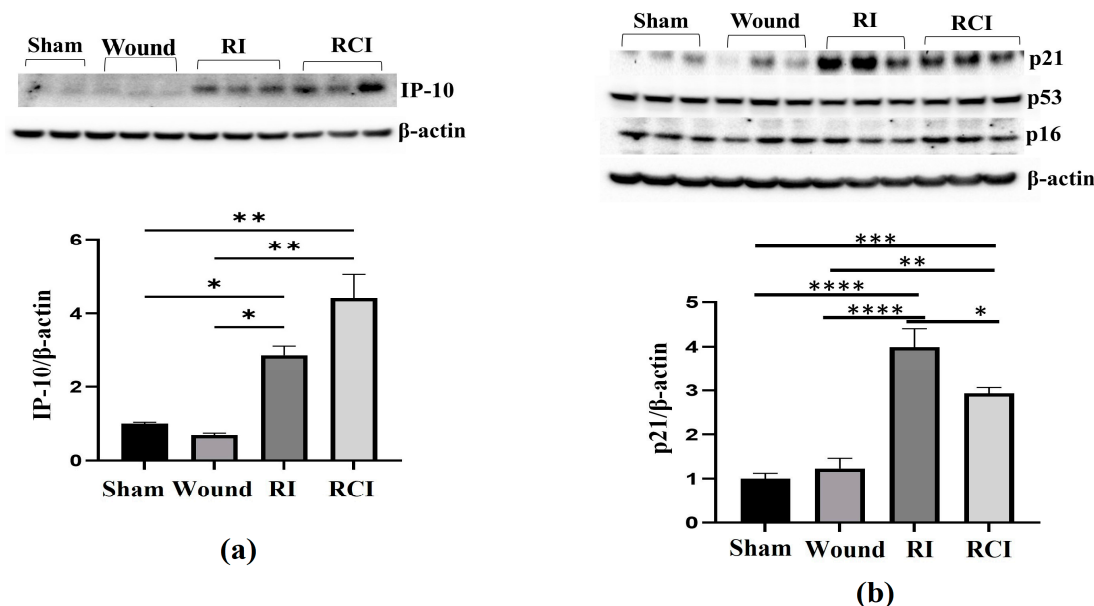 Sham Wound RI RCI
IP-10
β-actin
** 
**
*
*
6
4
2
0
IP-10/β-actin
Sham Wound RI RCI
(a)
Sham Wound RI RCI
p21
p53
p16
β-actin
***
**
****
**** *
5
4
3
2
1
0
p21/β-actin
Sham Wound RI RCI
(b)